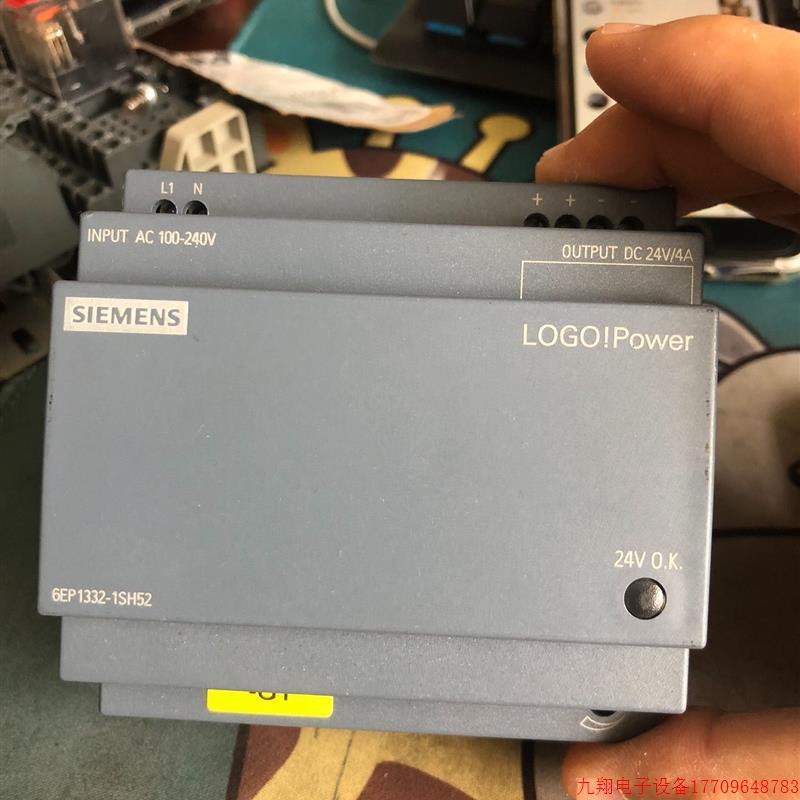 L1 N
+ + - -
INPUT AC 100-240V
OUTPUT DC 24V/4A
SIEMENS
LOGO!Power
24V O.K.
6EP1332-1SH52
九翔电子设备17709648783